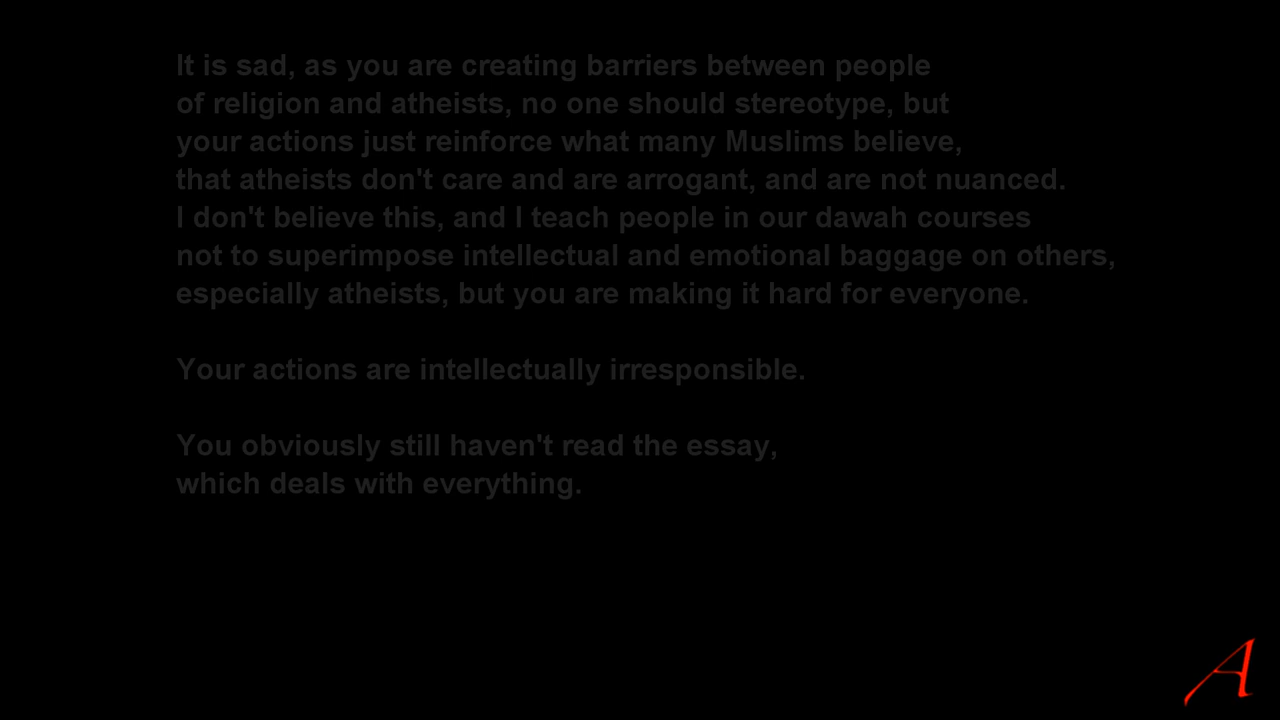 It is sad, as you are creating barriers between people
of religion and atheists, no one should stereotype, but
your actions just reinforce what many Muslims believe,
that atheists don't care and are arrogant, and are not nuanced.
I don't believe this, and I teach people in our dawah courses
not to superimpose intellectual and emotional baggage on others,
especially atheists, but you are making it hard for everyone.
Your actions are intellectually irresponsible.
You obviously still haven't read the essay,
which deals with everything.
A